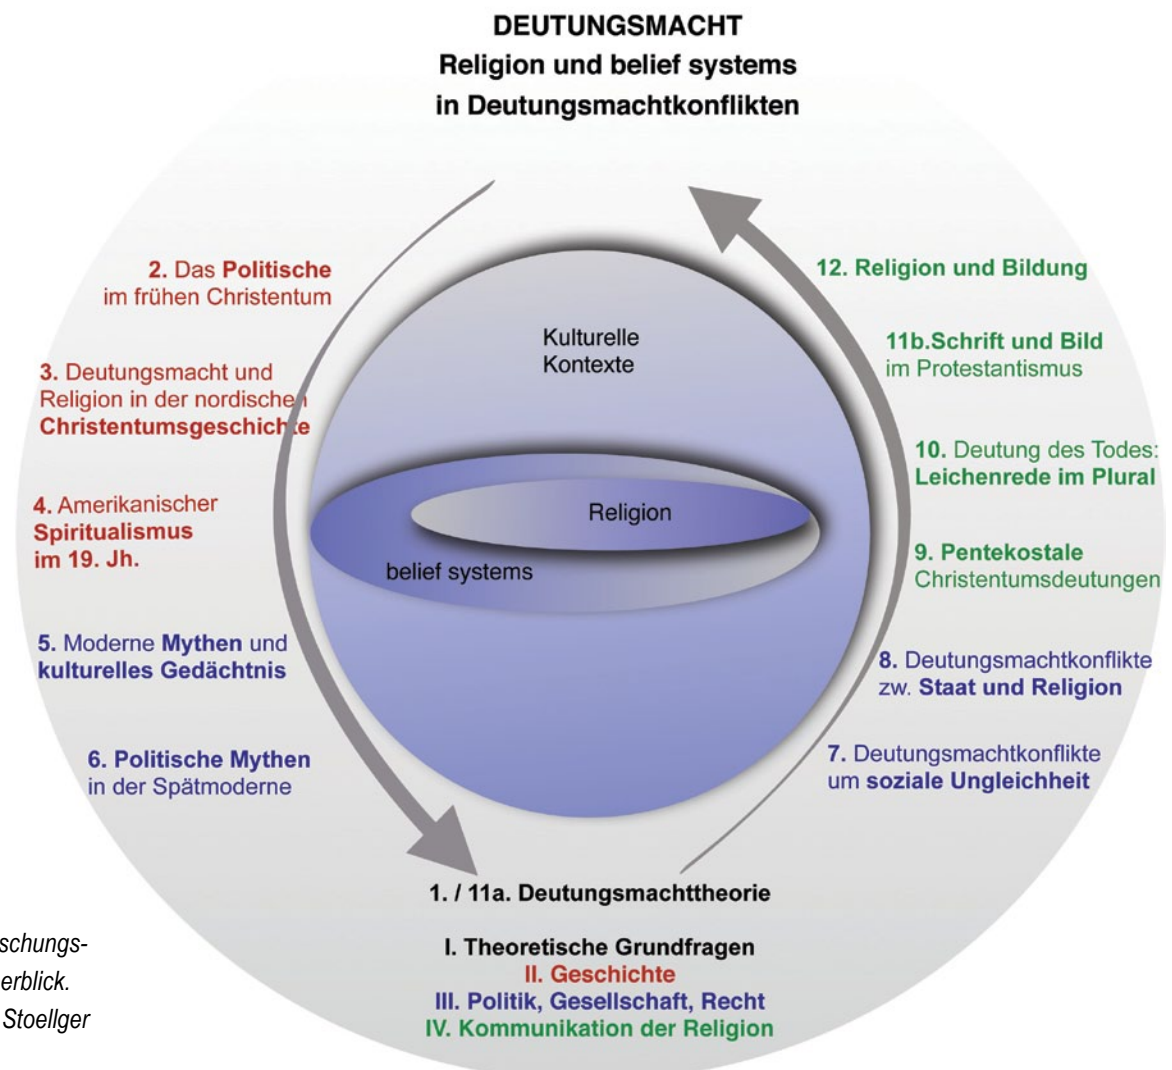 DEUTUNGSMACHT
Religion und belief systems
in Deutungsmachtkonflikten
2. Das Politische
im frühen Christentum
3. Deutungsmacht und
Religion in der nordischen
Christentumsgeschichte
4. Amerikanischer
Spiritualismus
im 19. Jh.
5. Moderne Mythen und
kulturelles Gedächtnis
6. Politische Mythen
in der Spätmoderne
Kulturelle
Kontexte
Religion
belief systems
12. Religion und Bildung
11b.Schrift und Bild
im Protestantismus
10. Deutung des Todes:
Leichenrede im Plural
9. Pentekostale
Christentumsdeutungen
8. Deutungsmachtkonflikte
zw. Staat und Religion
7. Deutungsmachtkonflikte
um soziale Ungleichheit
1. / 11a. Deutungsmachttheorie
I. Theoretische Grundfragen
II. Geschichte
III. Politik, Gesellschaft, Recht
IV. Kommunikation der Religion
schungs-
erblick.
Stoellger